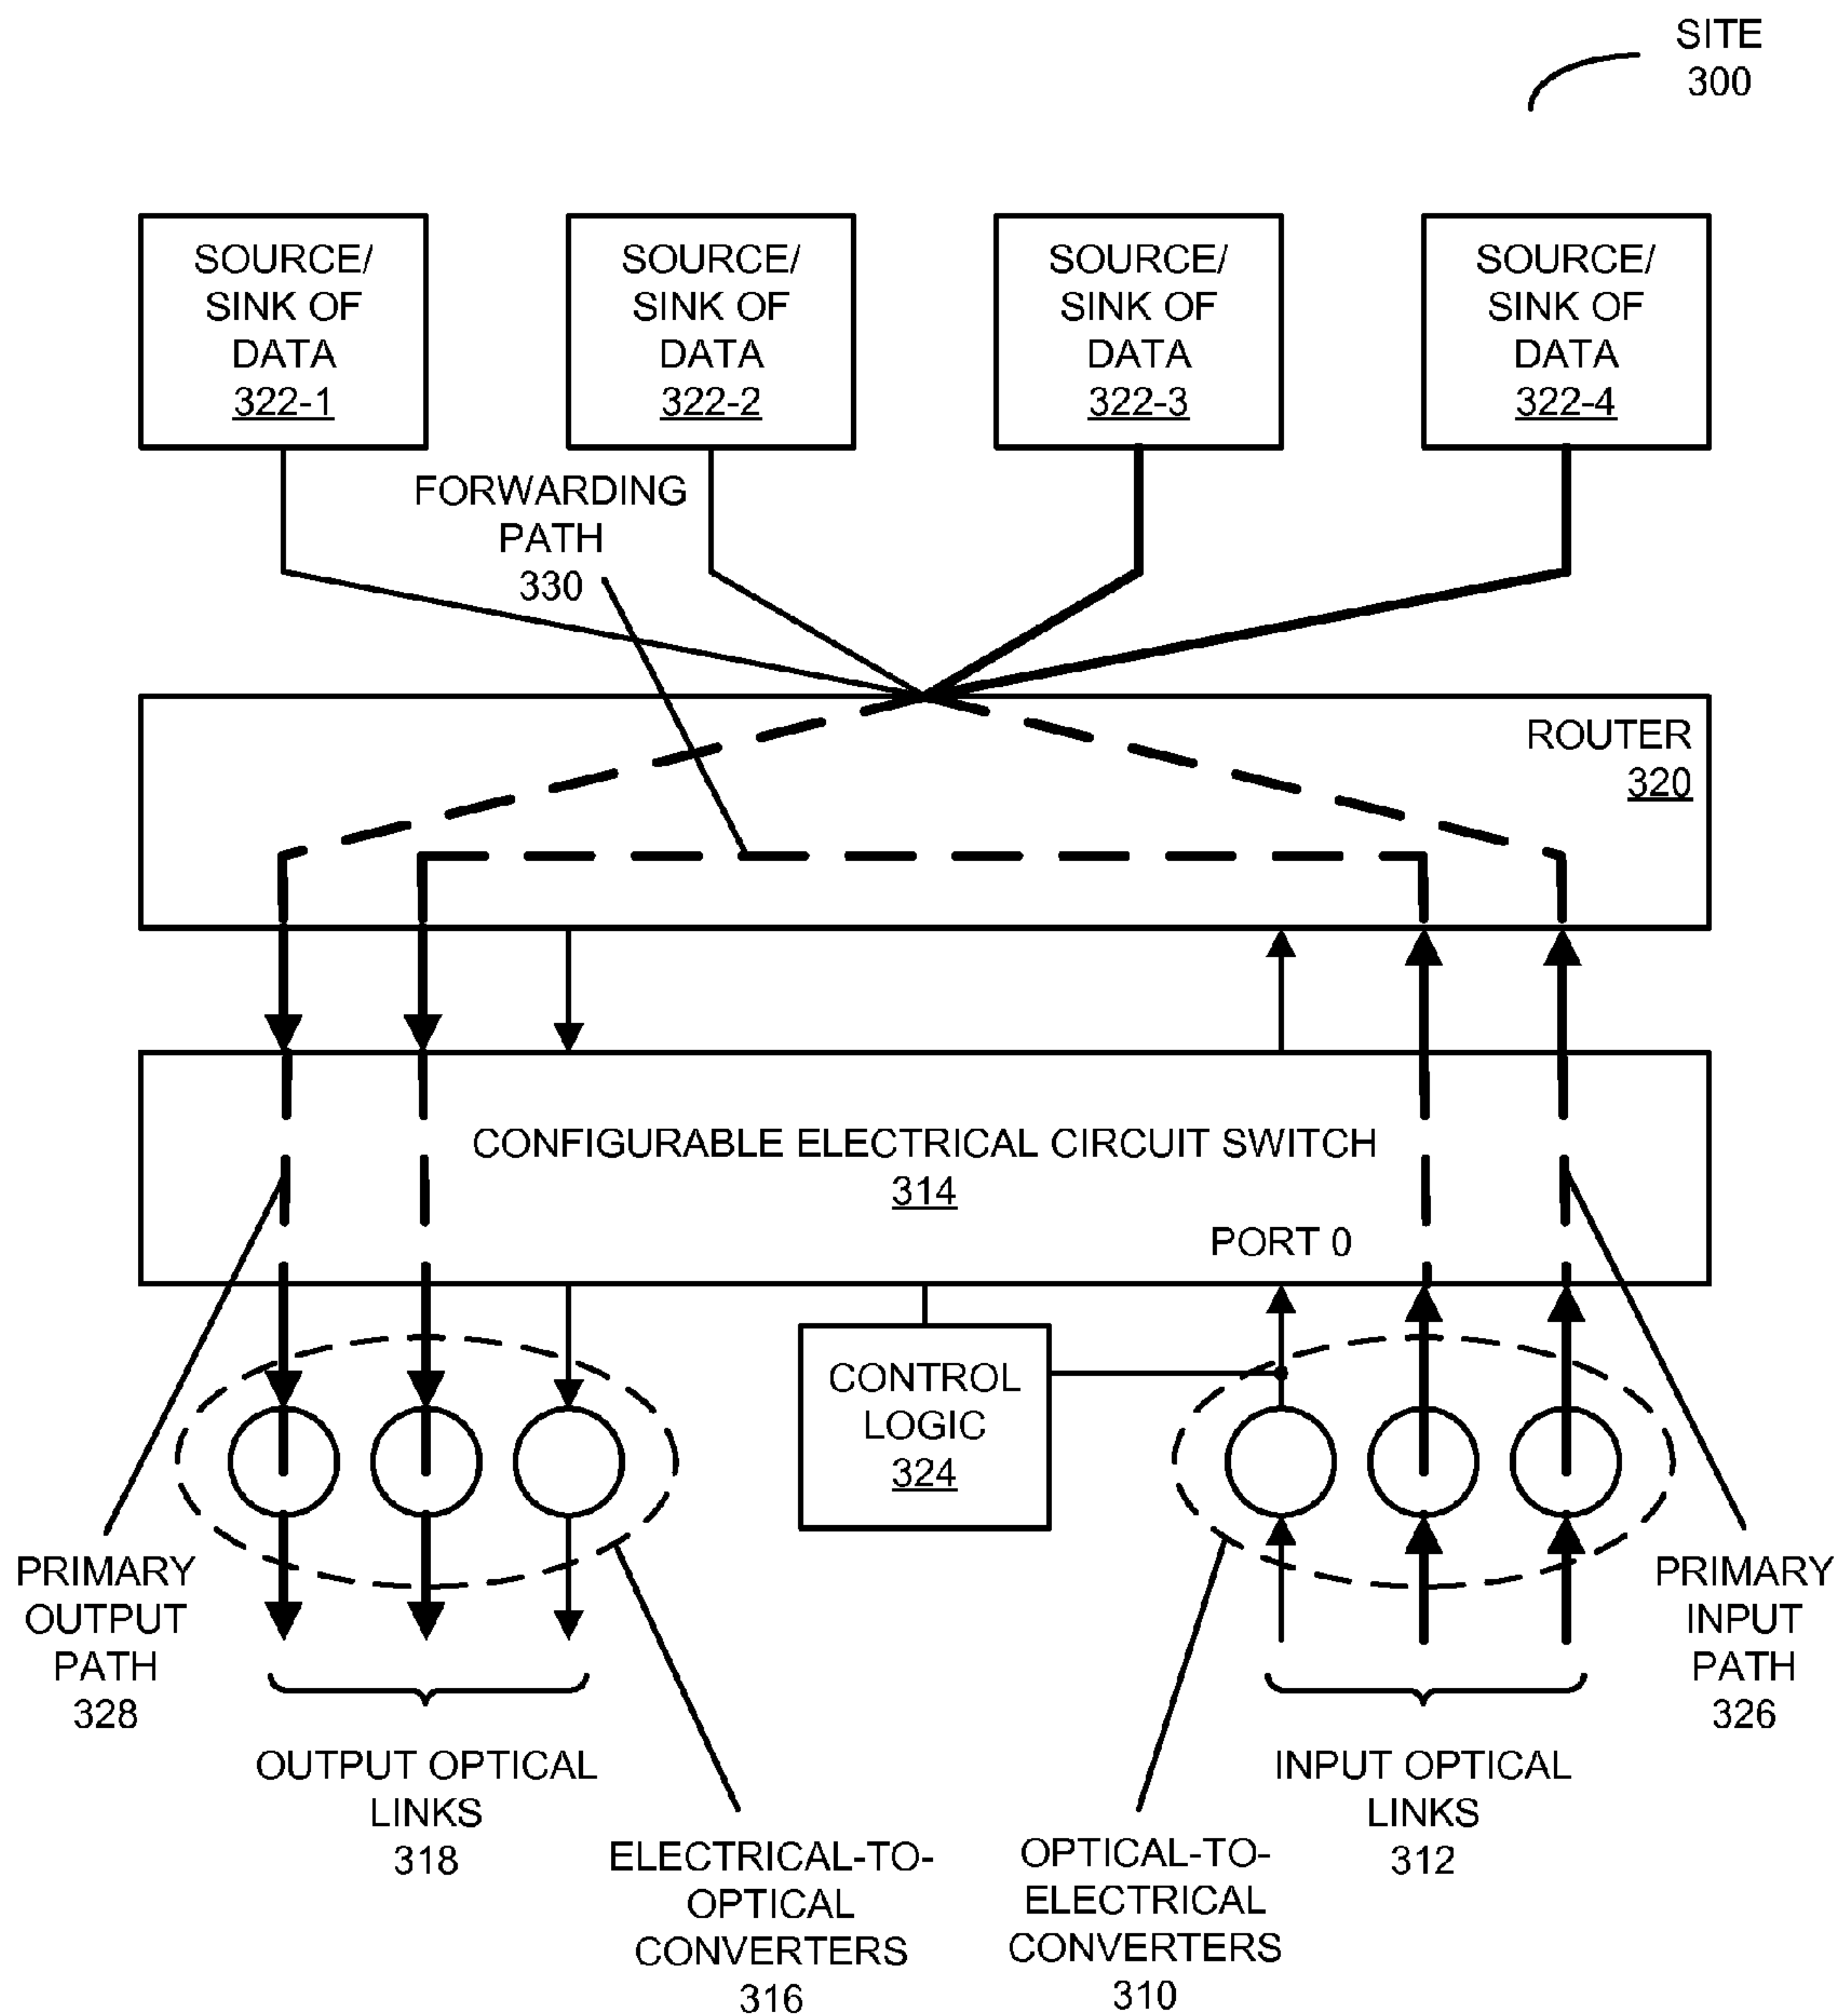 SITE
300
SOURCE/
SINK OF
DATA
322-1
SOURCE/
SINK OF
DATA
322-2
SOURCE/
SINK OF
DATA
322-3
SOURCE/
SINK OF
DATA
322-4
FORWARDING
PATH
330
ROUTER
320
CONFIGURABLE ELECTRICAL CIRCUIT SWITCH
314
PORT 0
CONTROL
LOGIC
324
PRIMARY
OUTPUT
PATH
328
PRIMARY
INPUT
PATH
326
OUTPUT OPTICAL
LINKS
318
INPUT OPTICAL
LINKS
312
ELECTRICAL-TO-
OPTICAL
CONVERTERS
316
OPTICAL-TO-
ELECTRICAL
CONVERTERS
310